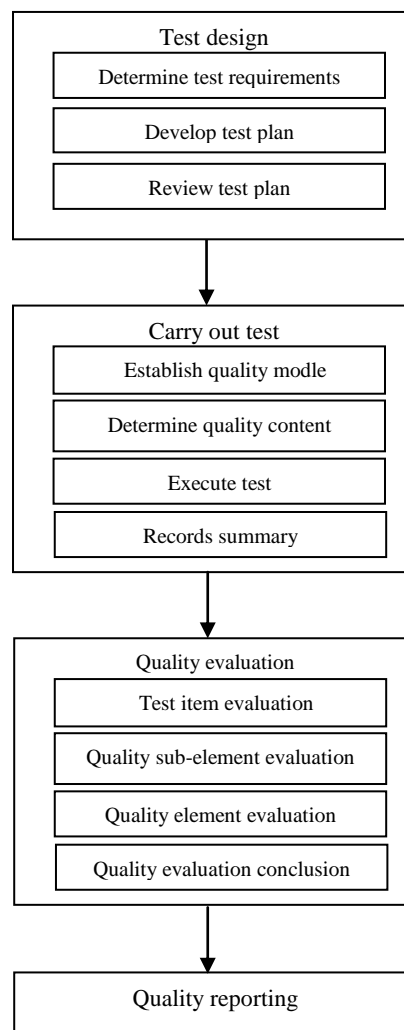 Test design
Determine test requirements
Develop test plan
Review test plan
Carry out test
Establish quality modle
Determine quality content
Execute test
Records summary
Quality evaluation
Test item evaluation
Quality sub-element evaluation
Quality element evaluation
Quality evaluation conclusion
Quality reporting